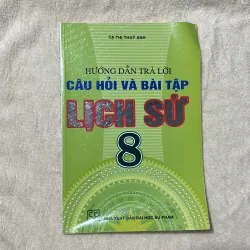 TẠ THỊ THUÝ ANH
HƯỚNG DẪN TRẢ LỜI
CÂU HỎI VÀ BÀI TẬP
LỊCH SỬ
8
NHÀ XUẤT BẢN ĐẠI HỌC SƯ PHẠM